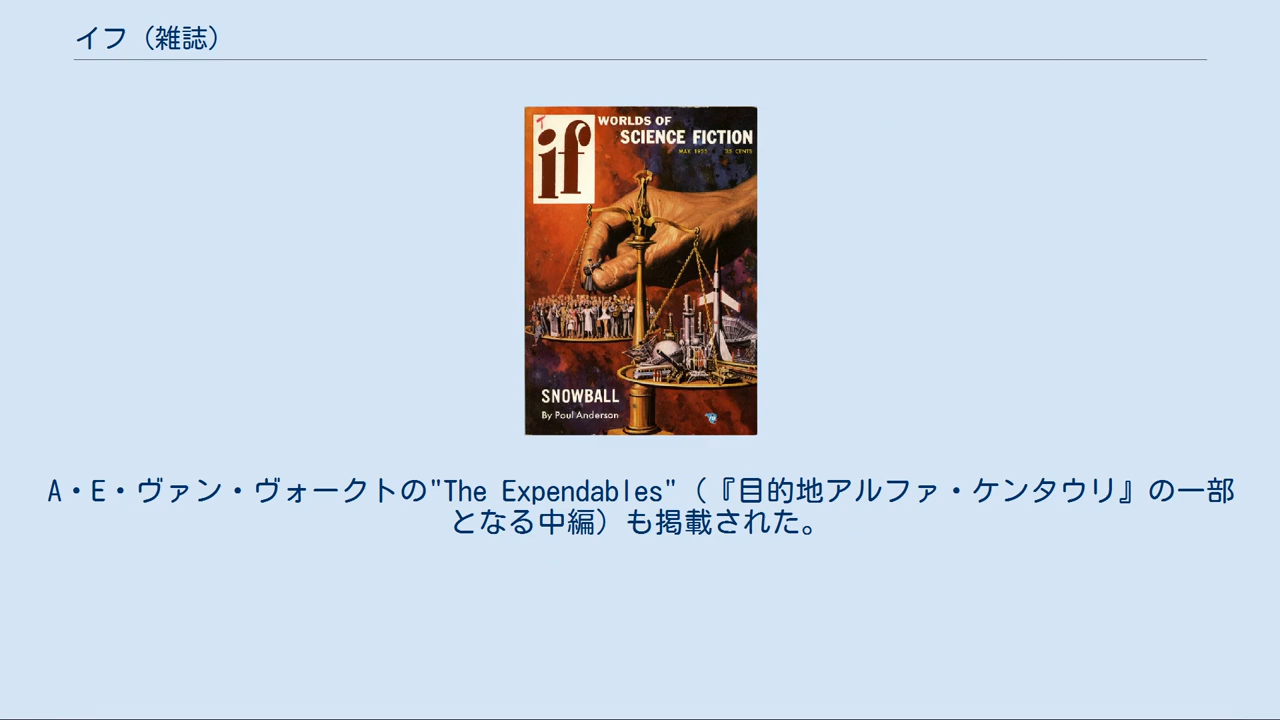 イフ（雑誌）
if
WORLDS OF
SCIENCE FICTION
MAY 1955 35 CENTS
SNOWBALL
By Poul Anderson
A・E・ヴァン・ヴォークトの"The Expendables"（『目的地アルファ・ケンタウリ』の一部
となる中編）も掲載された。